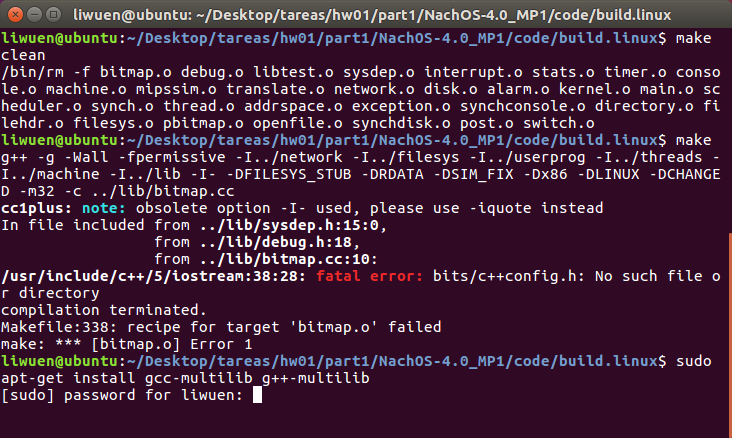 liwuen@ubuntu: ~/Desktop/tareas/hw01/part1/NachOS-4.0_MP1/code/build.linux
liwuen@ubuntu:~/Desktop/tareas/hw01/part1/NachOS-4.0_MP1/code/build.linux$ make
clean
/bin/rm -f bitmap.o debug.o libtest.o sysdep.o interrupt.o stats.o timer.o conso
le.o machine.o mipssim.o translate.o network.o disk.o alarm.o kernel.o main.o sc
heduler.o synch.o thread.o addrspace.o exception.o synchconsole.o directory.o fi
lehdr.o filesys.o pbitmap.o openfile.o synchdisk.o post.o switch.o
liwuen@ubuntu:~/Desktop/tareas/hw01/part1/NachOS-4.0_MP1/code/build.linux$ make
g++ -g -Wall -fpermissive -I../network -I../filesys -I../userprog -I../threads -
I../machine -I../lib -I- -DFILESYS_STUB -DRDATA -DSIM_FIX -Dx86 -DLINUX -DCHANGE
D -m32 -c ../lib/bitmap.cc
cc1plus: note: obsolete option -I- used, please use -iquote instead
In file included from ../lib/sysdep.h:15:0,
from ../lib/debug.h:18,
from ../lib/bitmap.cc:10:
/usr/include/c++/5/iostream:38:28: fatal error: bits/c++config.h: No such file o
r directory
compilation terminated.
Makefile:338: recipe for target 'bitmap.o' failed
make: *** [bitmap.o] Error 1
liwuen@ubuntu:~/Desktop/tareas/hw01/part1/NachOS-4.0_MP1/code/build.linux$ sudo
apt-get install gcc-multilib g++-multilib
[sudo] password for liwuen: